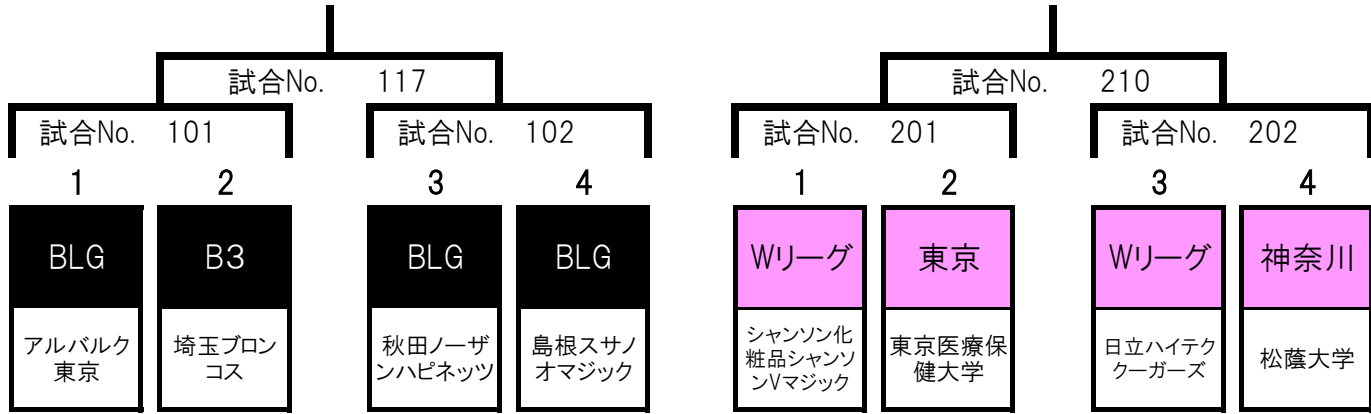 試合No. 117
試合No. 210
試合No. 101
試合No. 102
試合No. 201
試合No. 202
1 2 3 4
1 2 3 4
BLG
B3
BLG
BLG
Wリーグ
東京
Wリーグ
神奈川
アルバルク
東京
埼玉ブロン
コス
秋田ノーザ
ンハピネッツ
島根スサノ
オマジック
シャンソン化
粧品シャンソ
ンVマジック
東京医療保
健大学
日立ハイテク
クーガーズ
松蔭大学